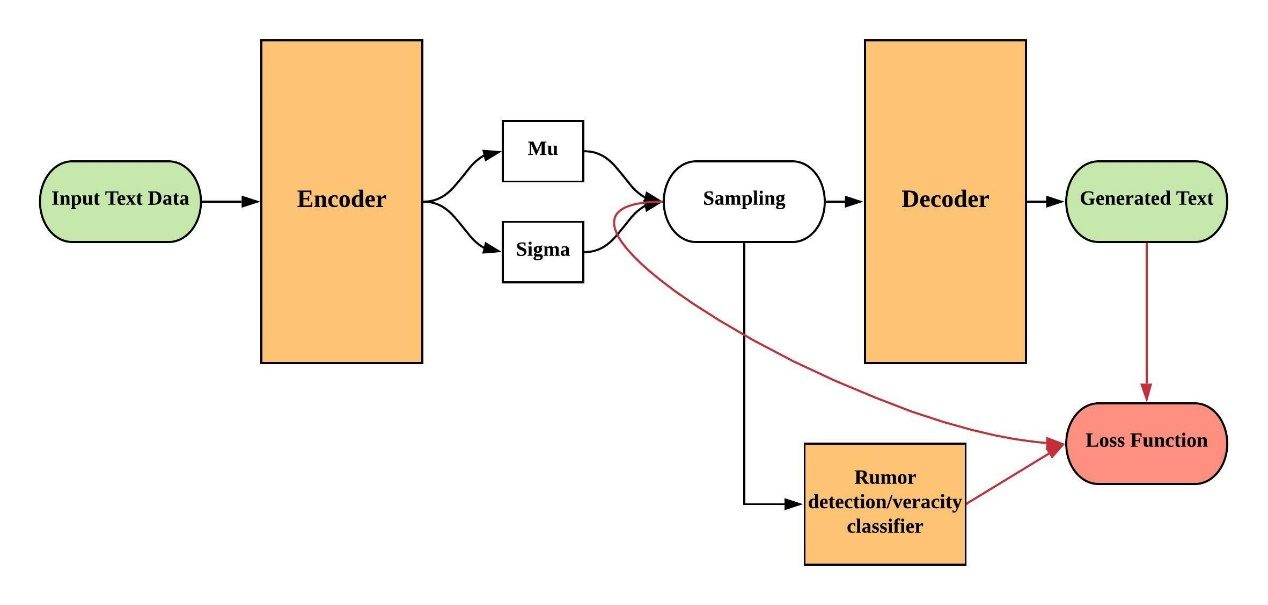 Input Text Data
Encoder
Mu
Sigma
Sampling
Decoder
Generated Text
Loss Function
Rumor
detection/veracity
classifier